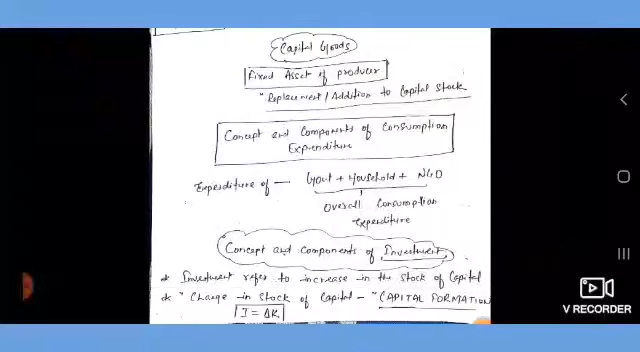 Capital Goods
Fixed Asset of producer
"Replacement/Addition to Capital Stock
Concept and Components of Consumption
Expenditure
Expenditure of — Govt + Household + NGO
Overall Consumption
Expenditure
Concept and Components of Investment
* Investment refer to increase in the stock of Capital
* "Change in stock of Capital – "CAPITAL FORMATION
I = ΔK
V RECORDER